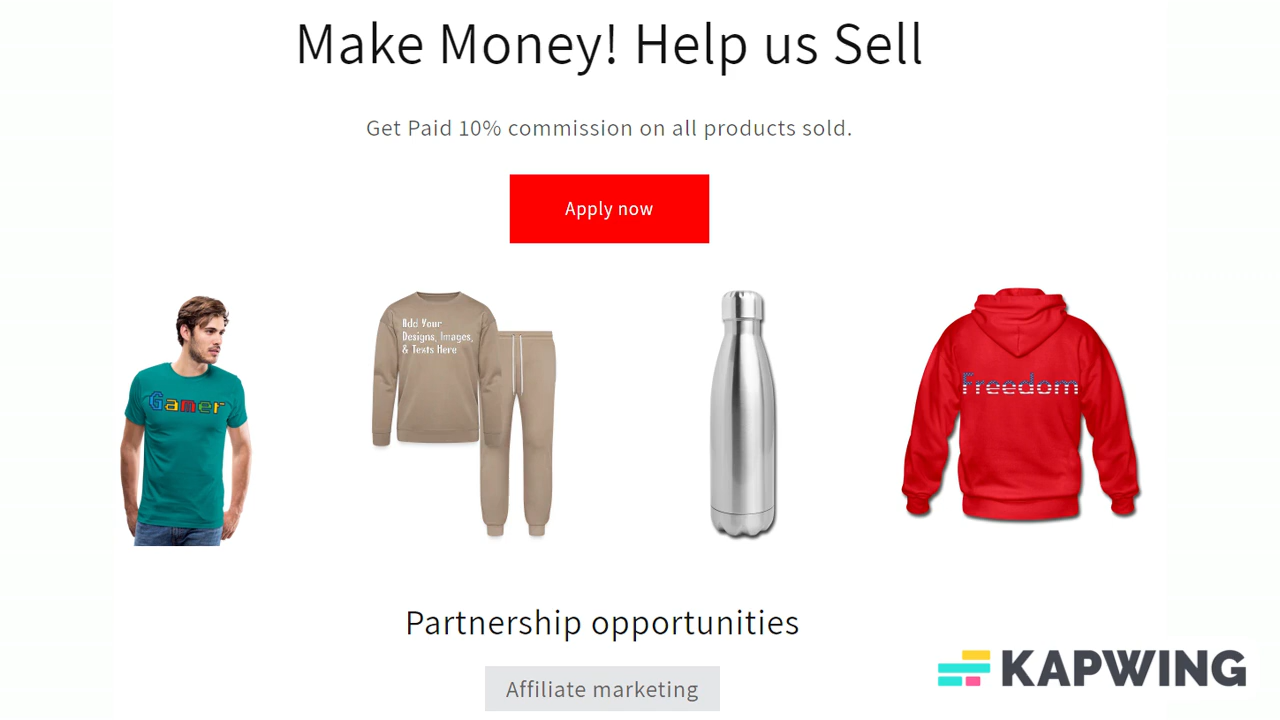 Make Money! Help us Sell
Get Paid 10% commission on all products sold.
Apply now
Gamer
Add Your
Designs, Images,
& Texts Here
Freedom
Partnership opportunities
Affiliate marketing
KAPWING